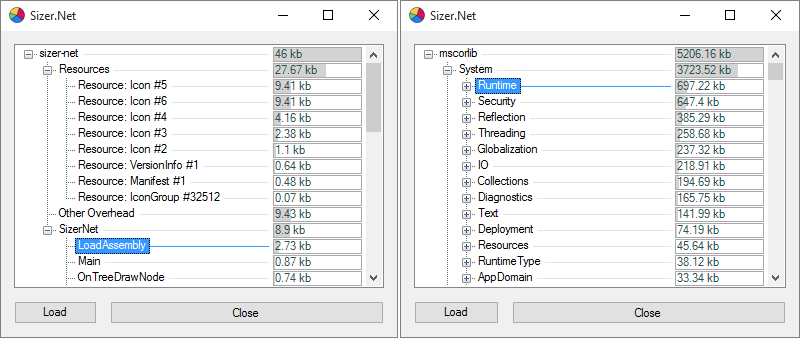 Sizer.Net
sizer-net 46 kb
Resources 27.67 kb
Resource: Icon #5 9.41 kb
Resource: Icon #6 9.41 kb
Resource: Icon #4 4.16 kb
Resource: Icon #3 2.38 kb
Resource: Icon #2 1.1 kb
Resource: VersionInfo #1 0.64 kb
Resource: Manifest #1 0.48 kb
Resource: IconGroup #32512 0.07 kb
Other Overhead 9.43 kb
SizerNet 8.9 kb
LoadAssembly 2.73 kb
Main 0.87 kb
OnTreeDrawNode 0.74 kb
Load Close
Sizer.Net
mscorlib 5206.16 kb
System 3723.52 kb
Runtime 697.22 kb
Security 647.4 kb
Reflection 385.29 kb
Threading 258.68 kb
Globalization 237.32 kb
IO 218.91 kb
Collections 194.69 kb
Diagnostics 165.75 kb
Text 141.99 kb
Deployment 74.19 kb
Resources 45.64 kb
RuntimeType 38.12 kb
AppDomain 33.34 kb
Load Close